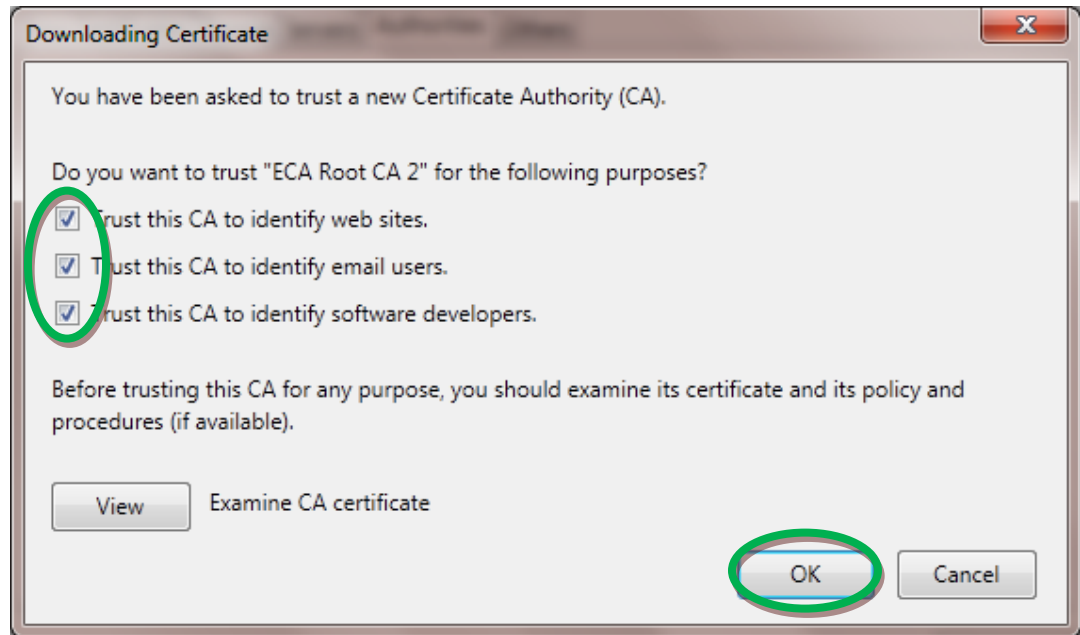 Downloading Certificate
You have been asked to trust a new Certificate Authority (CA).
Do you want to trust "ECA Root CA 2" for the following purposes?
Trust this CA to identify web sites.
Trust this CA to identify email users.
Trust this CA to identify software developers.
Before trusting this CA for any purpose, you should examine its certificate and its policy and
procedures (if available).
View Examine CA certificate
OK Cancel